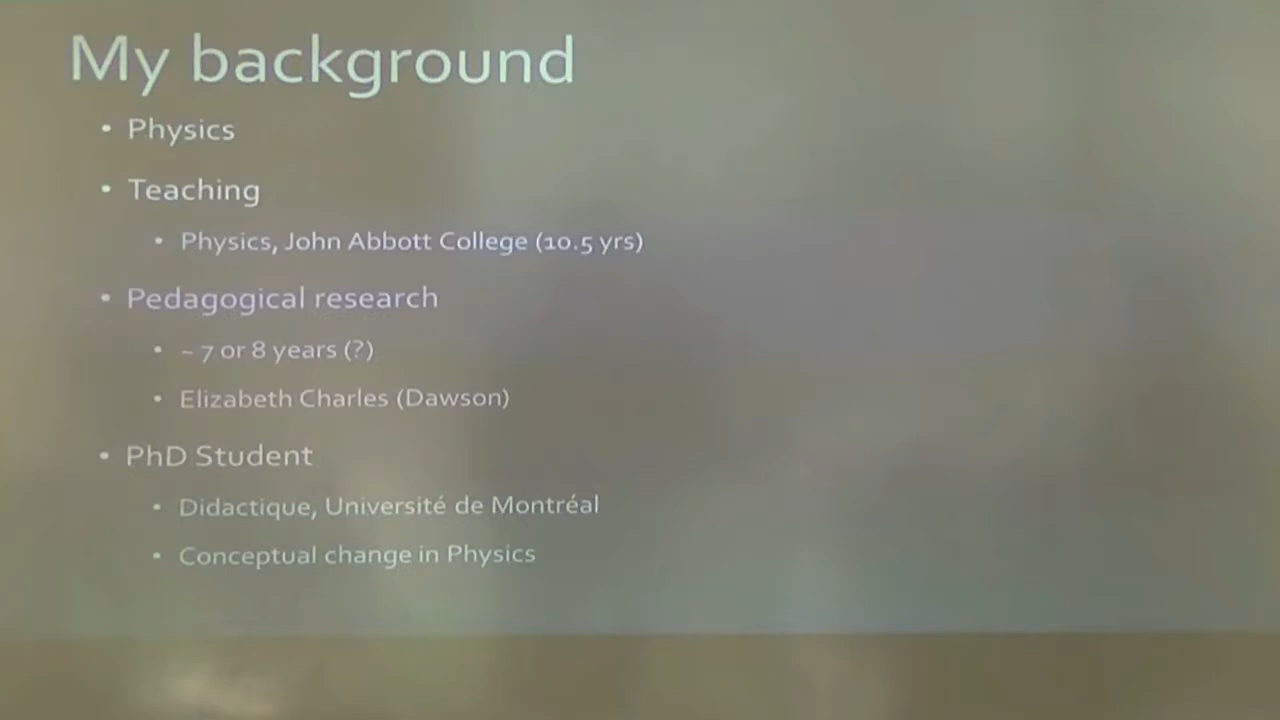 My background
• Physics
• Teaching
• Physics, John Abbott College (10.5 yrs)
• Pedagogical research
• ~ 7 or 8 years (?)
• Elizabeth Charles (Dawson)
• PhD Student
• Didactique, Université de Montréal
• Conceptual change in Physics